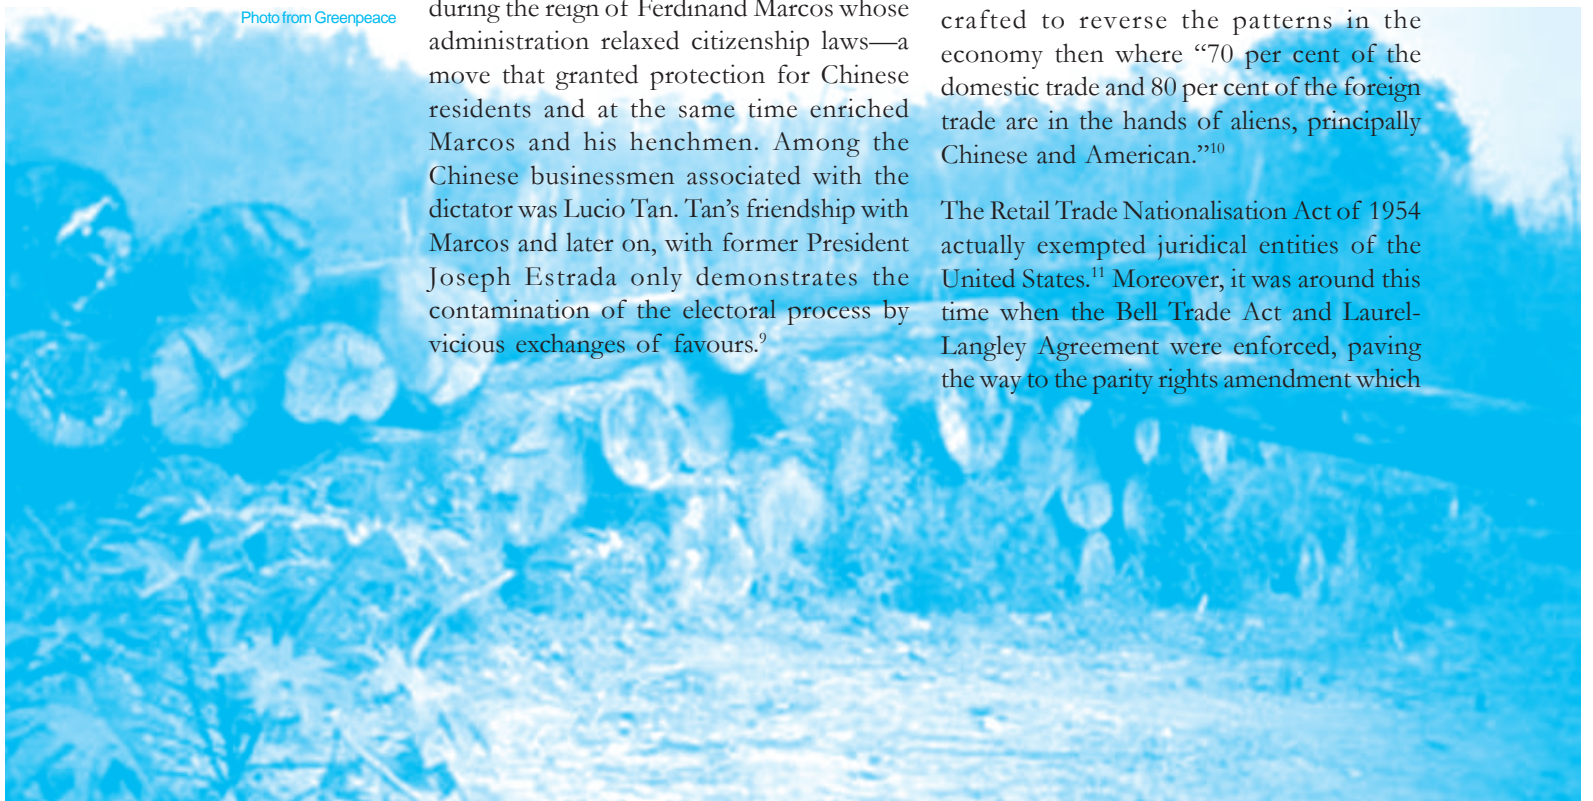 Photo from Greenpeace
during the reign of Ferdinand Marcos whose
administration relaxed citizenship laws—a
move that granted protection for Chinese
residents and at the same time enriched
Marcos and his henchmen. Among the
Chinese businessmen associated with the
dictator was Lucio Tan. Tan’s friendship with
Marcos and later on, with former President
Joseph Estrada only demonstrates the
contamination of the electoral process by
vicious exchanges of favours.9
crafted to reverse the patterns in the
economy then where “70 per cent of the
domestic trade and 80 per cent of the foreign
trade are in the hands of aliens, principally
Chinese and American.”10
The Retail Trade Nationalisation Act of 1954
actually exempted juridical entities of the
United States.11 Moreover, it was around this
time when the Bell Trade Act and Laurel-
Langley Agreement were enforced, paving
the way to the parity rights amendment which